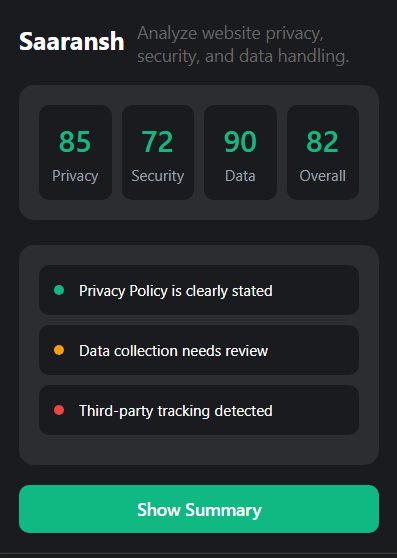 Saaransh
Analyze website privacy,
security, and data handling.
85 72 90 82
Privacy Security Data Overall
Privacy Policy is clearly stated
Data collection needs review
Third-party tracking detected
Show Summary